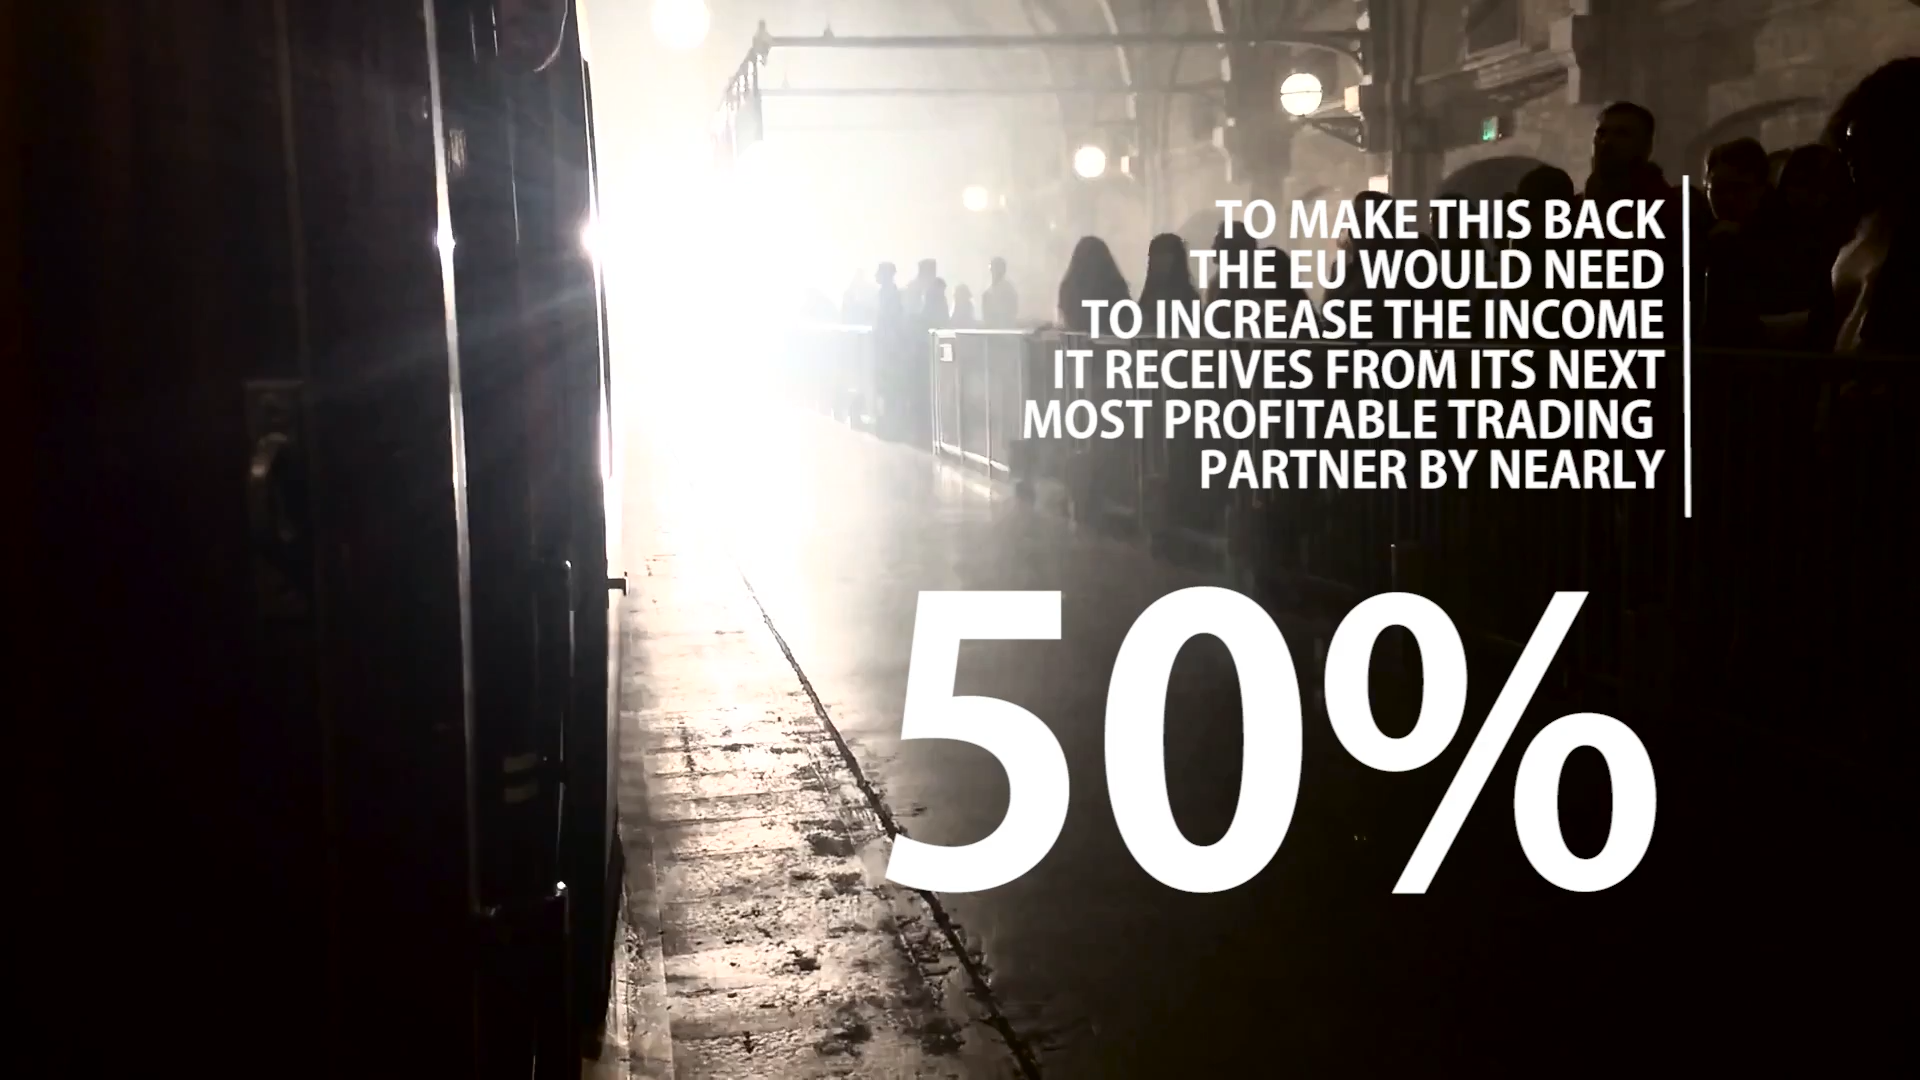 TO MAKE THIS BACK
THE EU WOULD NEED
TO INCREASE THE INCOME
IT RECEIVES FROM ITS NEXT
MOST PROFITABLE TRADING
PARTNER BY NEARLY
50%